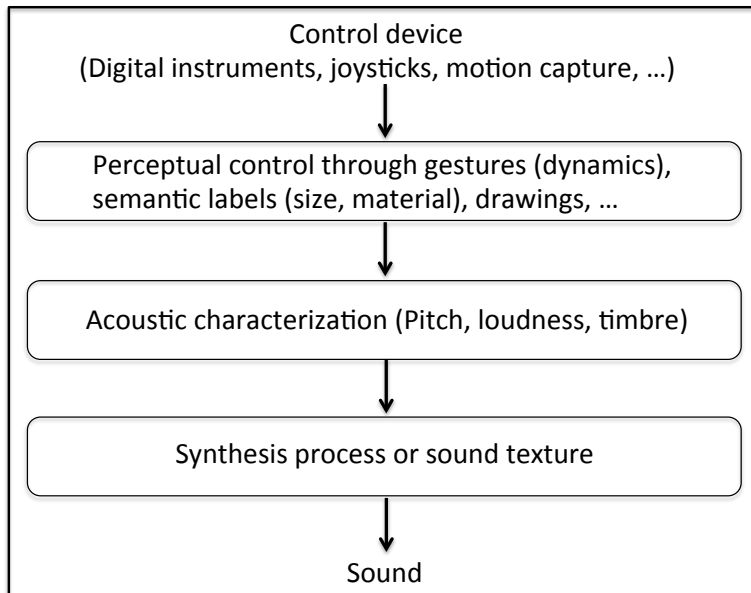 Control device
(Digital instruments, joysticks, motion capture, …)
Perceptual control through gestures (dynamics),
semantic labels (size, material), drawings, …
Acoustic characterization (Pitch, loudness, timbre)
Synthesis process or sound texture
Sound